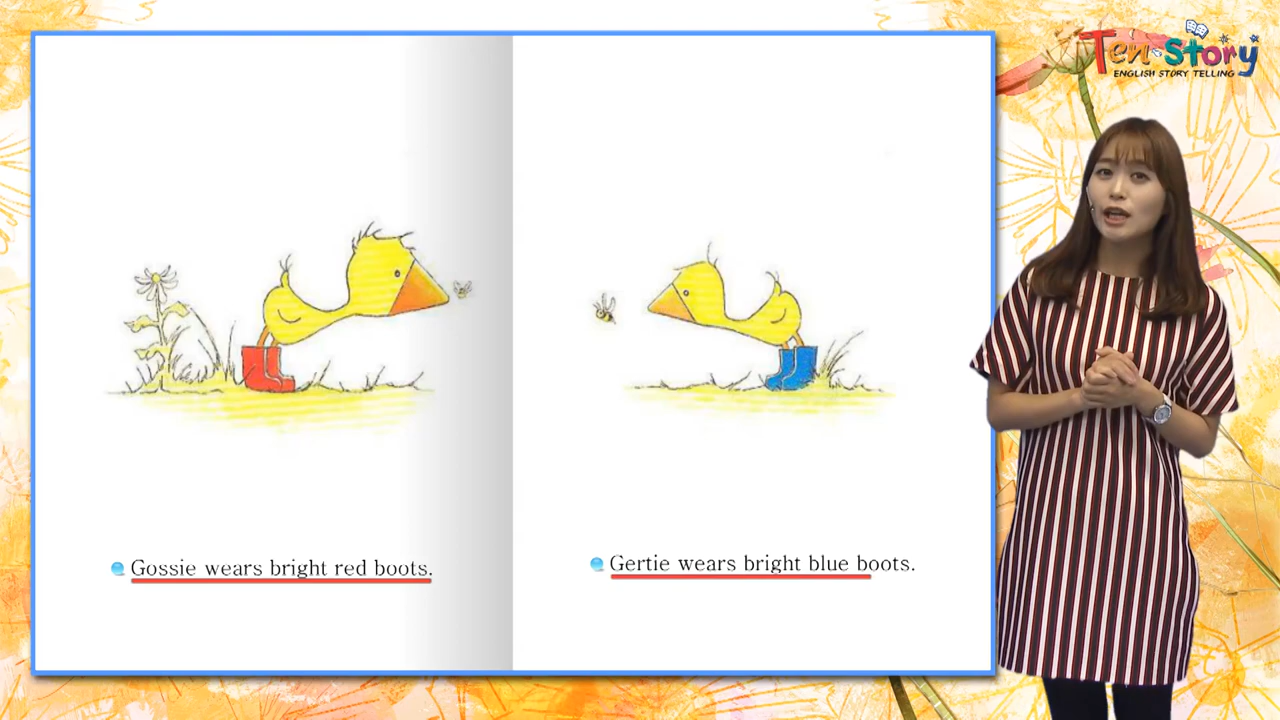 Ten Story
ENGLISH STORY TELLING
Gossie wears bright red boots.
Gertie wears bright blue boots.